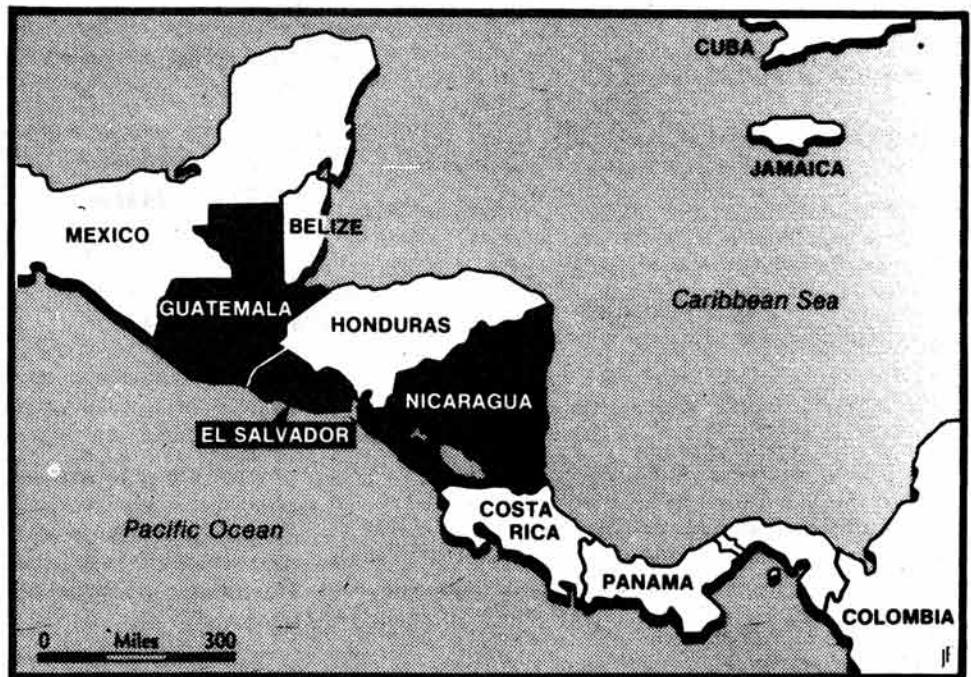 CUBA
JAMAICA
MEXICO
BELIZE
GUATEMALA
HONDURAS
Caribbean Sea
NICARAGUA
EL SALVADOR
Pacific Ocean
COSTA
RICA
PANAMA
COLOMBIA
0 Miles 300
JF